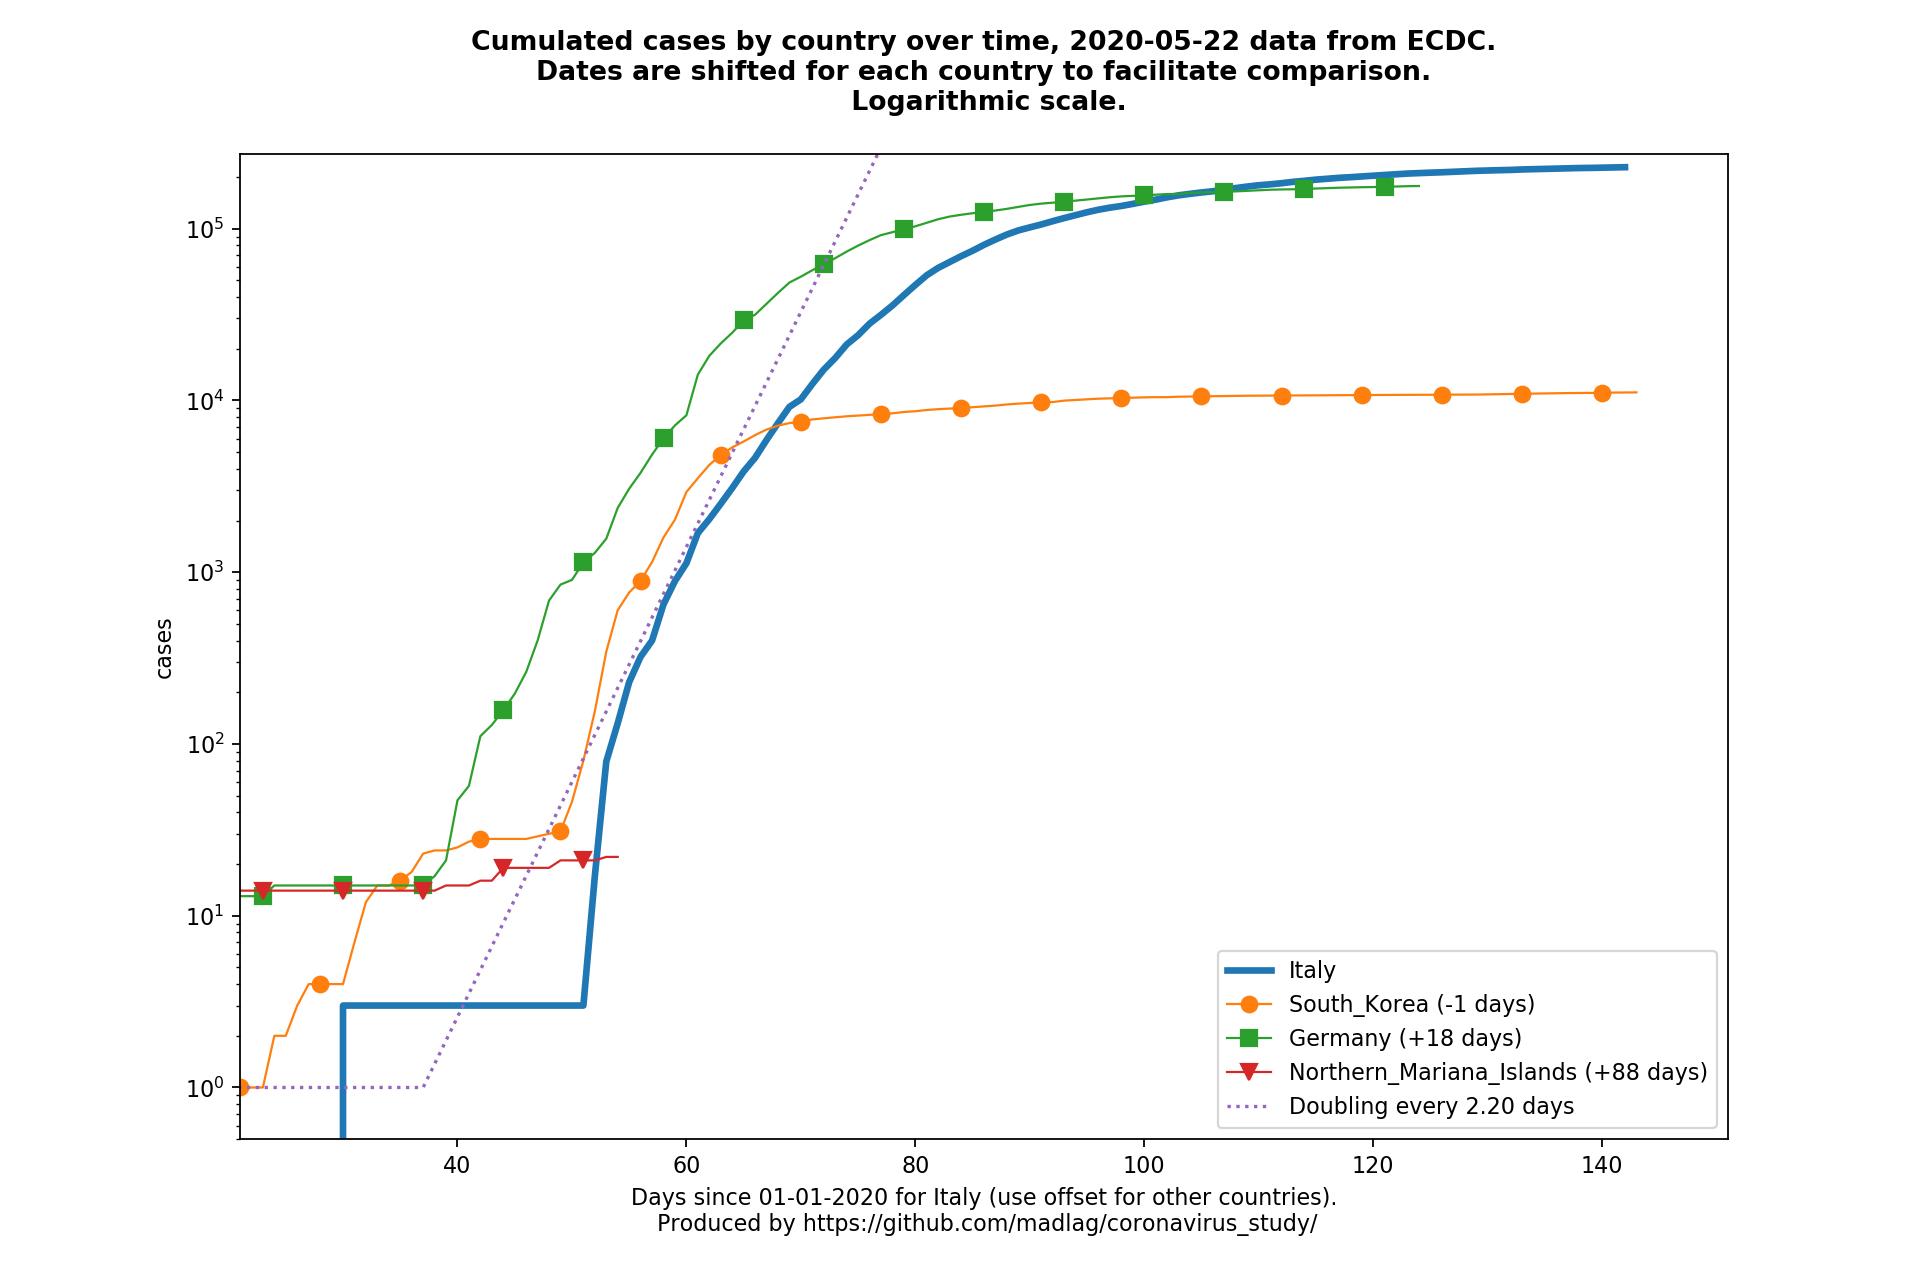 Cumulated cases by country over time, 2020-05-22 data from ECDC.
Dates are shifted for each country to facilitate comparison.
Logarithmic scale.
10^5
10^4
10^3
10^2
10^1
10^0
cases
Italy
South_Korea (-1 days)
Germany (+18 days)
Northern_Mariana_Islands (+88 days)
Doubling every 2.20 days
40 60 80 100 120 140
Days since 01-01-2020 for Italy (use offset for other countries).
Produced by https://github.com/madlag/coronavirus_study/